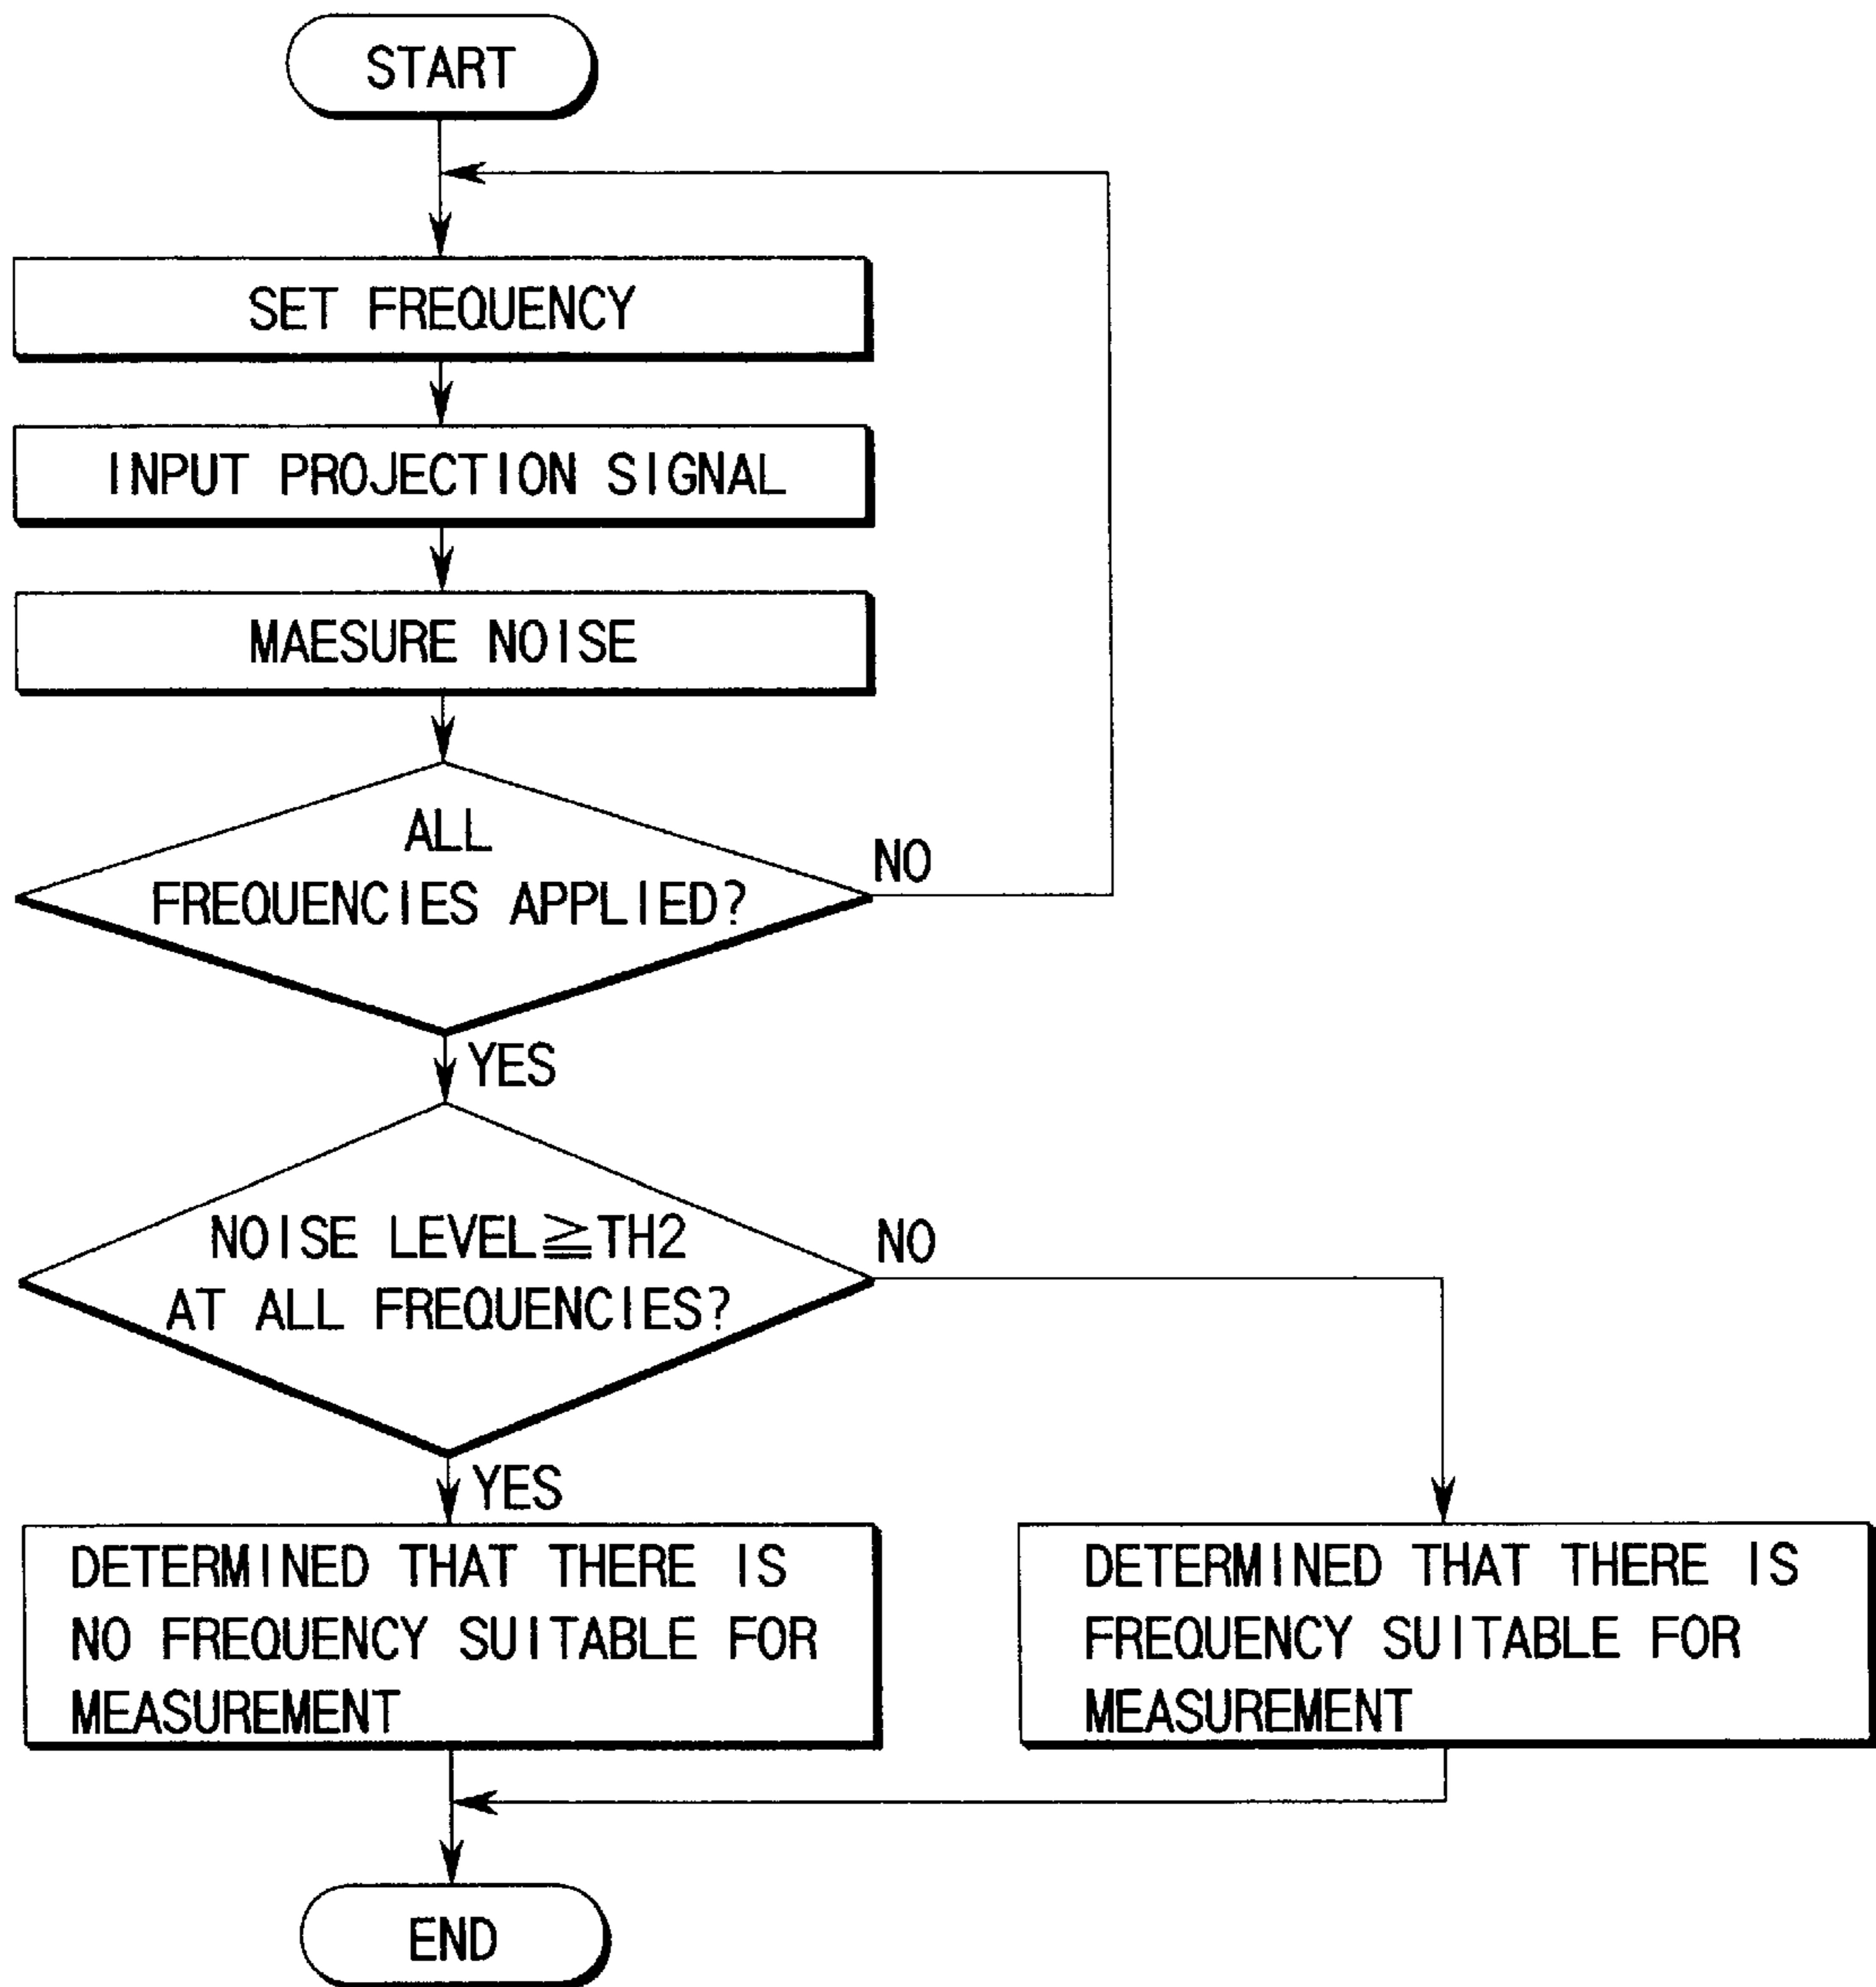 START
SET FREQUENCY
INPUT PROJECTION SIGNAL
MAESURE NOISE
ALL
FREQUENCIES APPLIED?
NO
YES
NOISE LEVEL≧TH2
AT ALL FREQUENCIES?
NO
YES
DETERMINED THAT THERE IS
NO FREQUENCY SUITABLE FOR
MEASUREMENT
DETERMINED THAT THERE IS
FREQUENCY SUITABLE FOR
MEASUREMENT
END